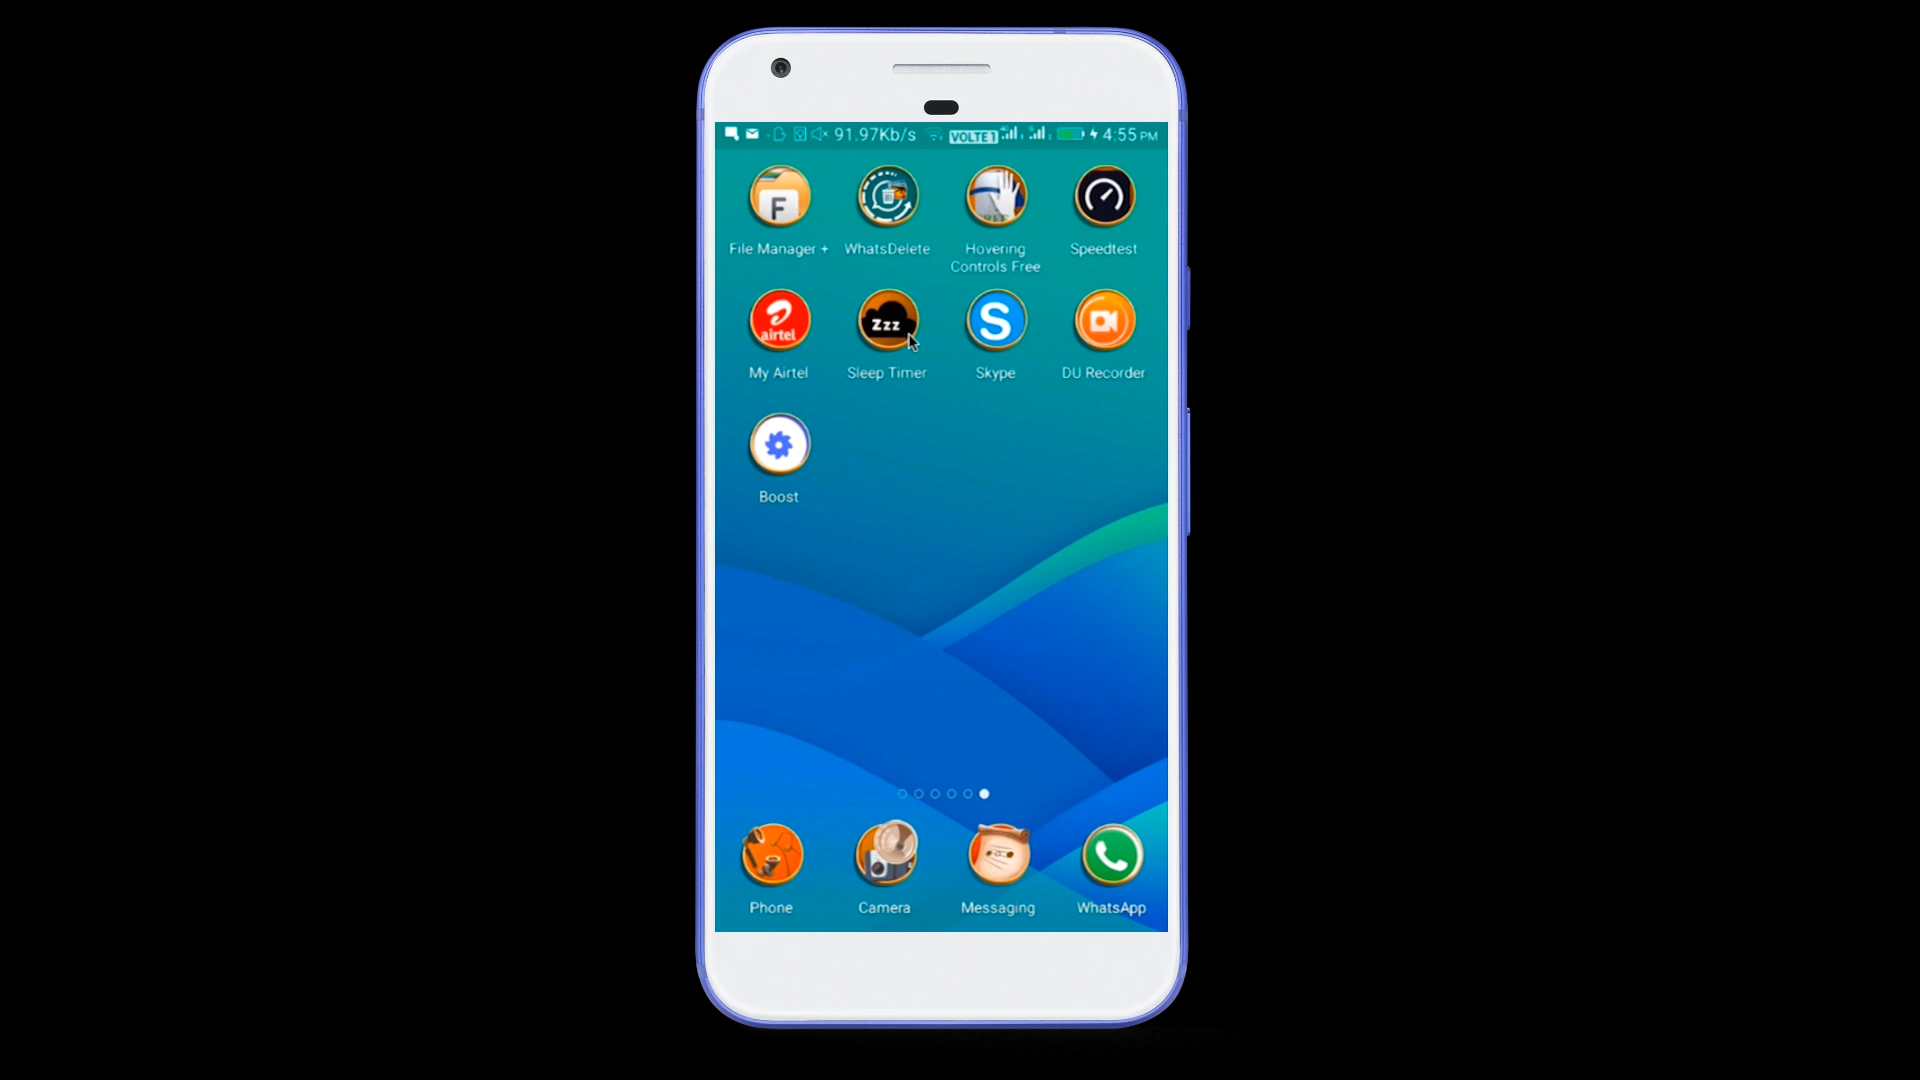 91.97Kb/s VOLTE 1 4:55 PM
F
File Manager + WhatsDelete Hovering Controls Free Speedtest
airtel Zzz S
My Airtel Sleep Timer Skype DU Recorder
Boost
Phone Camera Messaging WhatsApp